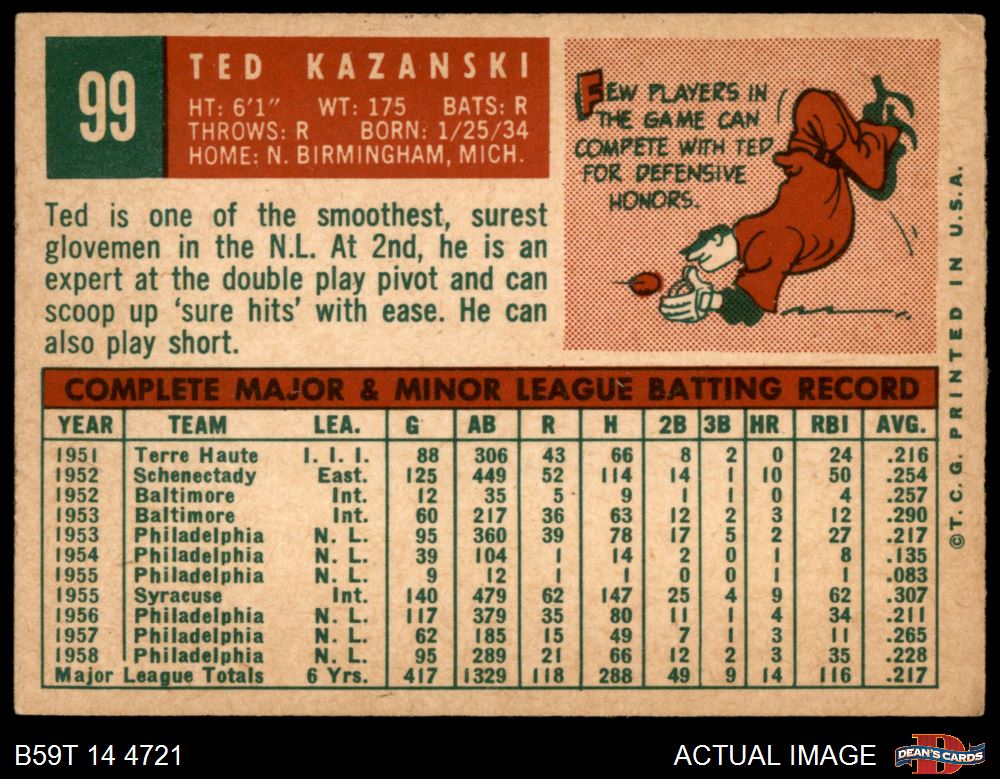 99
TED KAZANSKI
HT: 6'1" WT: 175 BATS: R
THROWS: R BORN: 1/25/34
HOME: N. BIRMINGHAM, MICH.
Ted is one of the smoothest, surest
glovemen in the N.L. At 2nd, he is an
expert at the double play pivot and can
scoop up 'sure hits' with ease. He can
also play short.
FEW PLAYERS IN
THE GAME CAN
COMPETE WITH TED
FOR DEFENSIVE
HONORS.
COMPLETE MAJOR & MINOR LEAGUE BATTING RECORD
YEAR TEAM LEA. G AB R H 2B 3B HR RBI AVG.
1951 Terre Haute I. I. I. 88 306 43 66 8 2 0 24 .216
1952 Schenectady East. 125 449 52 114 14 1 10 50 .254
1952 Baltimore Int. 12 35 5 9 1 1 0 4 .257
1953 Baltimore Int. 60 217 36 63 12 2 3 12 .290
1953 Philadelphia N. L. 95 360 39 78 17 5 2 27 .217
1954 Philadelphia N. L. 39 104 1 14 2 0 1 8 .135
1955 Philadelphia N. L. 9 12 1 1 0 0 1 1 .083
1955 Syracuse Int. 140 479 62 147 25 4 9 62 .307
1956 Philadelphia N. L. 117 379 35 80 11 1 4 34 .211
1957 Philadelphia N. L. 62 185 15 49 7 1 3 11 .265
1958 Philadelphia N. L. 95 289 21 66 12 2 3 35 .228
Major League Totals 6 Yrs. 417 1329 118 288 49 9 14 116 .217
© T. C. G. PRINTED IN U.S.A.
B59T 14 4721
ACTUAL IMAGE
D
DEAN'S CARDS